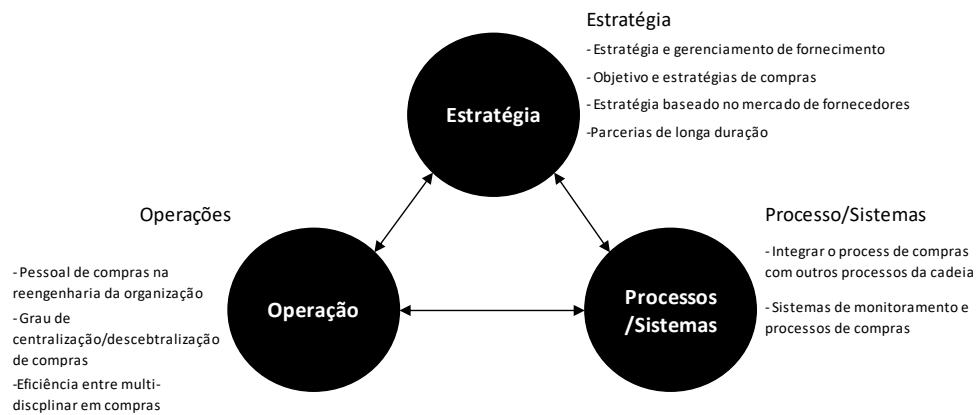 Estratégia
- Estratégia e gerenciamento de fornecimento
- Objetivo e estratégias de compras
- Estratégia baseado no mercado de fornecedores
-Parcerias de longa duração
Estratégia
Operações
- Pessoal de compras na
reengenharia da organização
- Grau de
centralização/descebtralização
de compras
-Eficiência entre multi-
discplinar em compras
Operação
Processos
/Sistemas
Processo/Sistemas
- Integrar o process de compras
com outros processos da cadeia
- Sistemas de monitoramento e
processos de compras